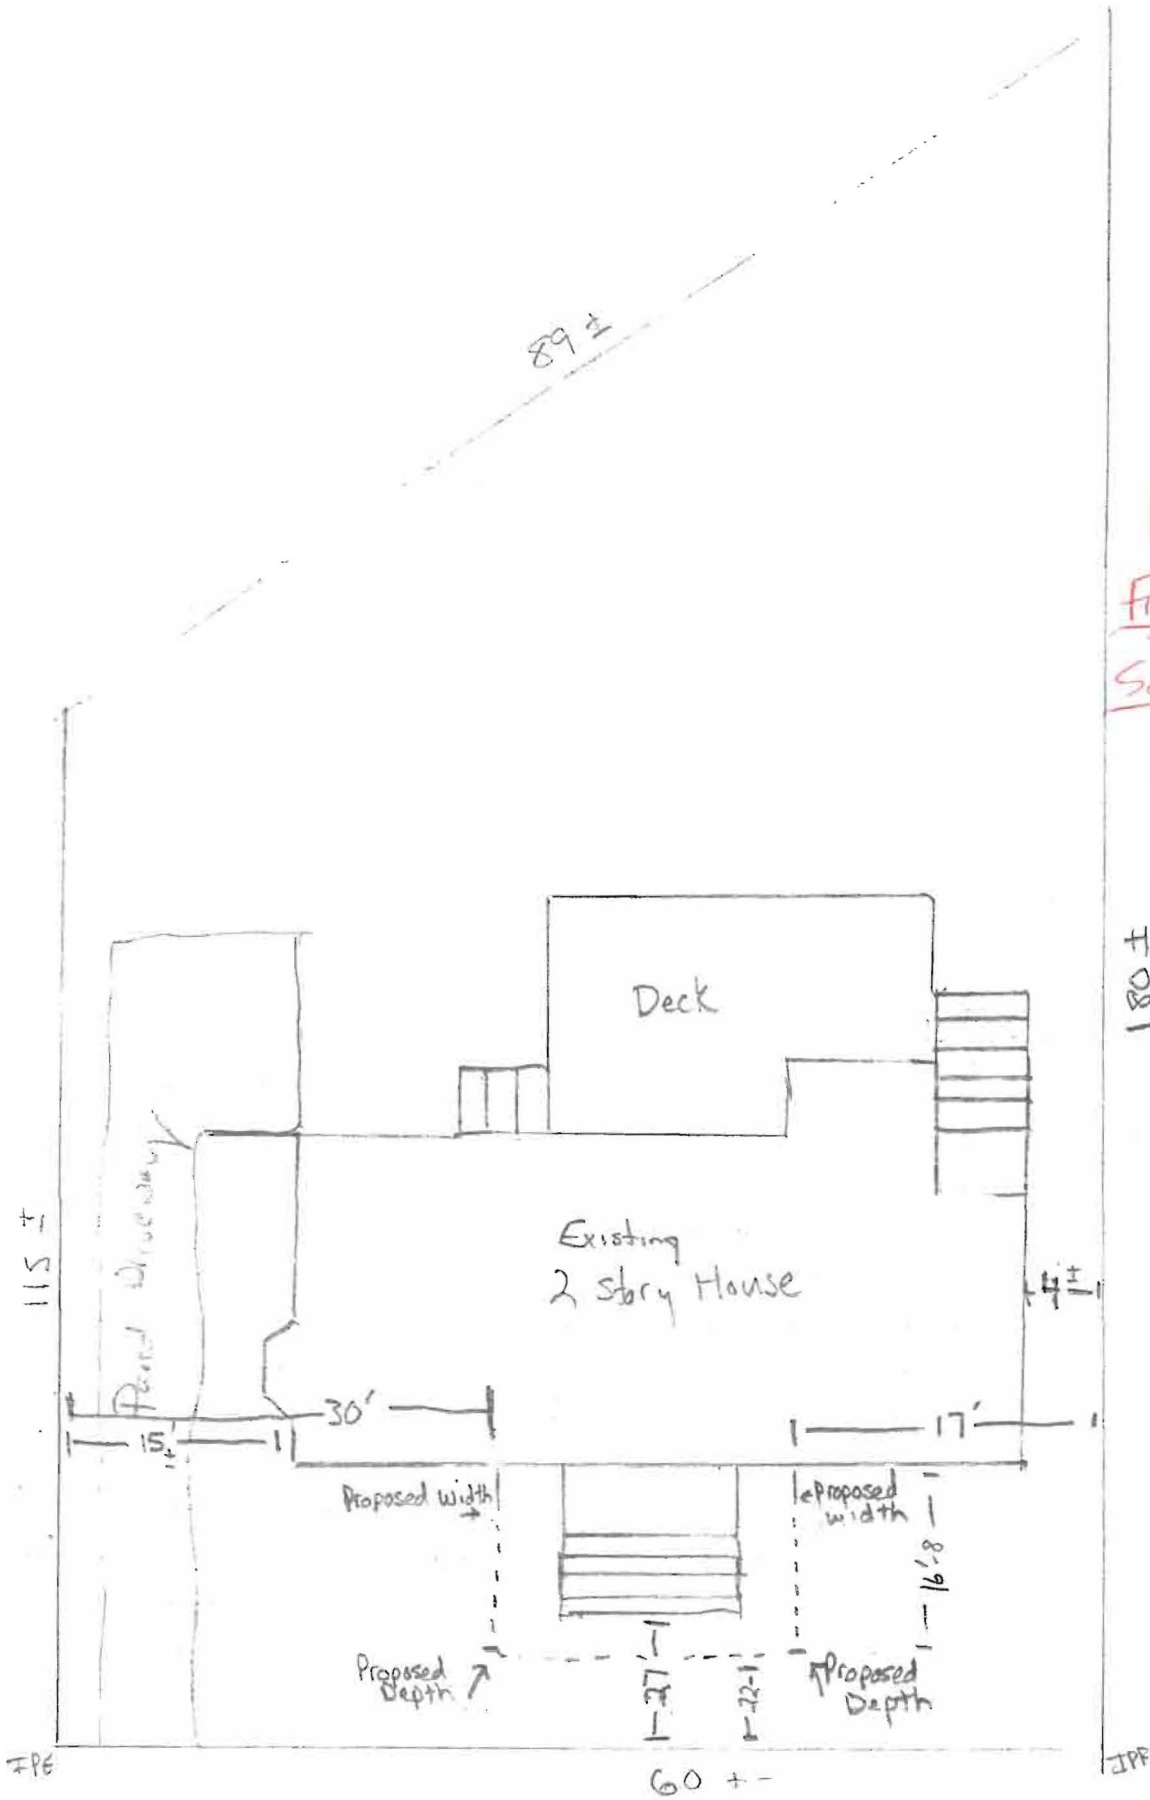 89 ±
180 ±
Deck
Paved Driveway
115 ±
Existing
2 story House
4±
30'
17'
15'±
Proposed width
Proposed
width
16'-8
Proposed
Depth
27
22
Proposed
Depth
60 + -
IPF